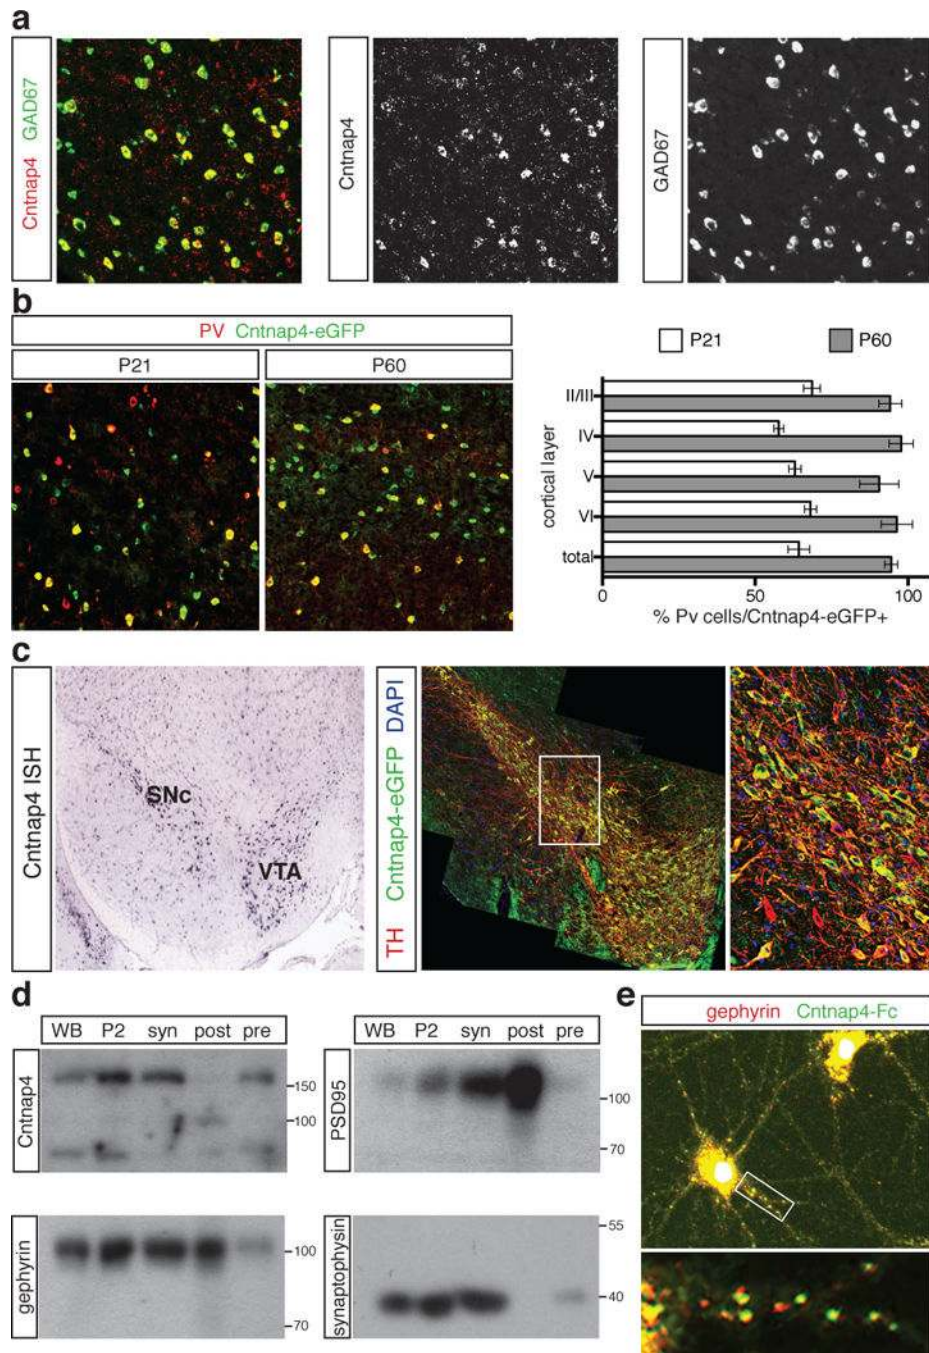 a
Cntnap4 GAD67
Cntnap4
GAD67
b
PV Cntnap4-eGFP
P21
P60
P21
P60
cortical layer
II/III
IV
V
VI
total
0
50
100
% Pv cells/Cntnap4-eGFP+
c
Cntnap4 ISH
SNc
VTA
TH Cntnap4-eGFP DAPI
d
WB P2 syn post pre
Cntnap4
150
100
WB P2 syn post pre
PSD95
100
70
gephyrin
100
70
synaptophysin
55
40
e
gephyrin Cntnap4-Fc